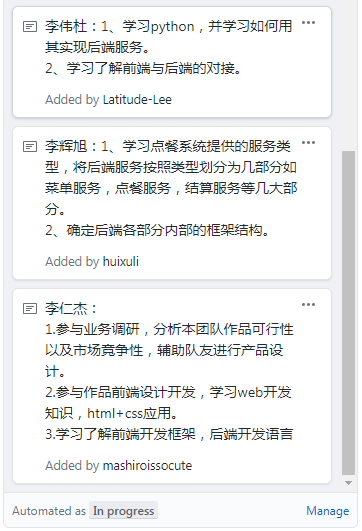 李伟杜：1、学习python，并学习如何用
其实现后端服务。
2、学习了解前端与后端的对接。
Added by Latitude-Lee
李辉旭：1、学习点餐系统提供的服务类
型，将后端服务按照类型划分为几部分如
菜单服务，点餐服务，结算服务等几大部
分。
2、确定后端各部分内部的框架结构。
Added by huixuli
李仁杰：
1.参与业务调研，分析本团队作品可行性
以及市场竞争性，辅助队友进行产品设
计。
2.参与作品前端设计开发，学习web开发
知识，html+css应用。
3.学习了解前端开发框架，后端开发语言
Added by mashiroissocute
Automated as In progress Manage